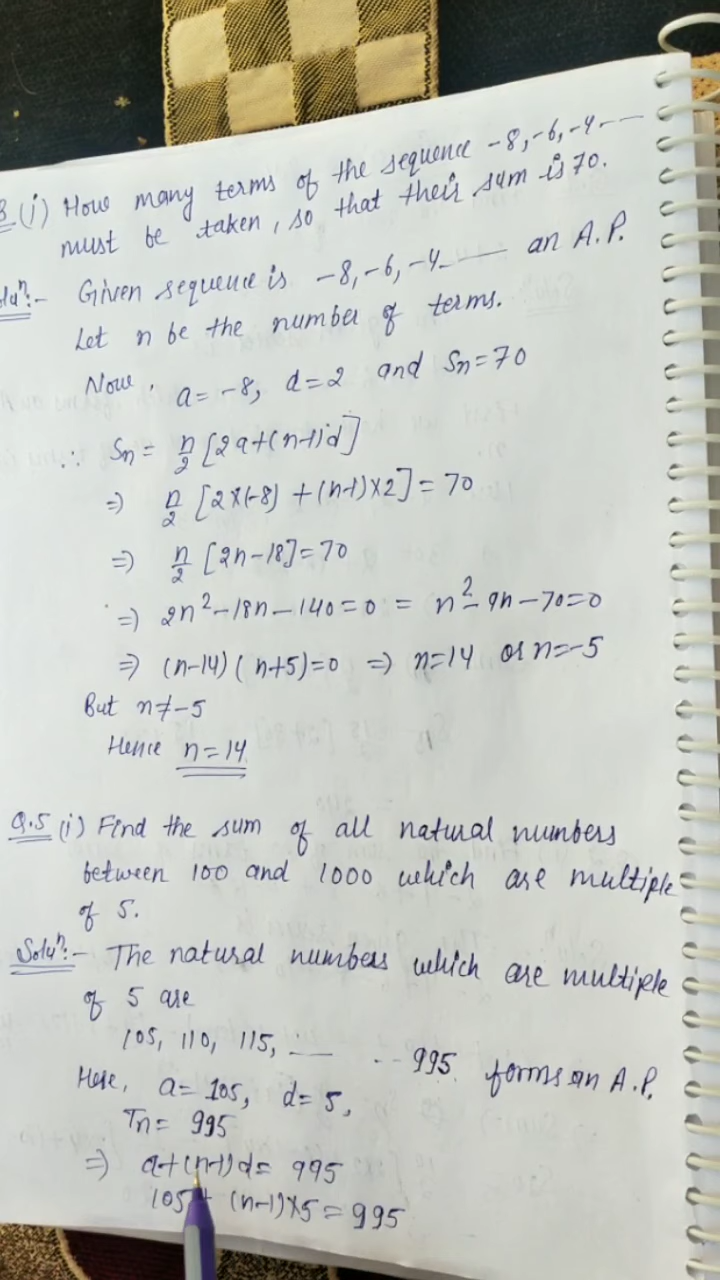 (i) How many terms of the sequence -8, -6, -4 ---
must be taken, so that their sum is 70.
Given sequence is -8, -6, -4 --- an A.P.
Let n be the number of terms.
Now, a = -8, d = 2 and Sn = 70
∴ Sn = n/2 [2a+(n-1)d]
⇒ n/2 [2×(-8) + (n-1)×2] = 70
⇒ n/2 [2n-18] = 70
⇒ 2n² - 18n - 140 = 0 = n² - 9n - 70 = 0
⇒ (n-14) (n+5) = 0 ⇒ n = 14 or n = -5
But n ≠ -5
Hence n = 14
Q.5 (i) Find the sum of all natural numbers
between 100 and 1000 which are multiple
of 5.
Soluⁿ:- The natural numbers which are multiple
of 5 are
105, 110, 115, --- -- 995 forms an A.P.
Here, a = 105, d = 5,
Tn = 995
⇒ a+(n-1)d = 995
105 + (n-1)×5 = 995